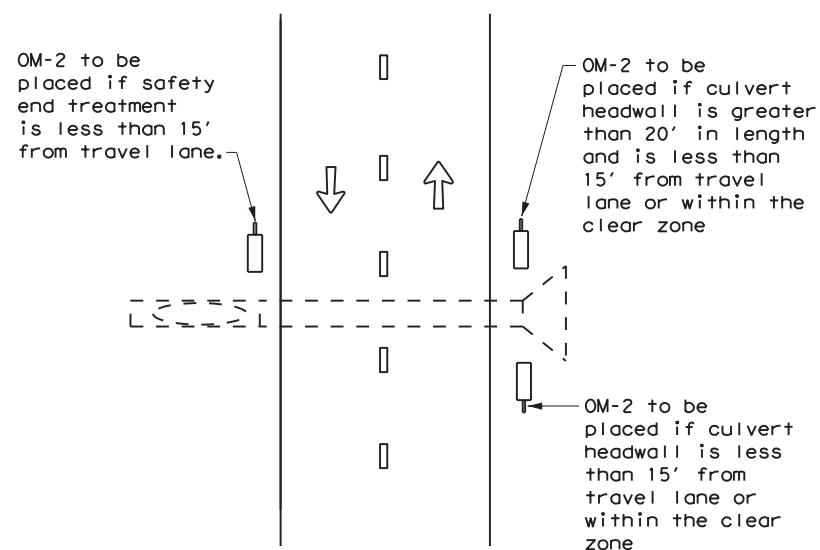 OM-2 to be
placed if safety
end treatment
is less than 15'
from travel lane.
OM-2 to be
placed if culvert
headwall is greater
than 20' in length
and is less than
15' from travel
lane or within the
clear zone
OM-2 to be
placed if culvert
headwall is less
than 15' from
travel lane or
within the clear
zone